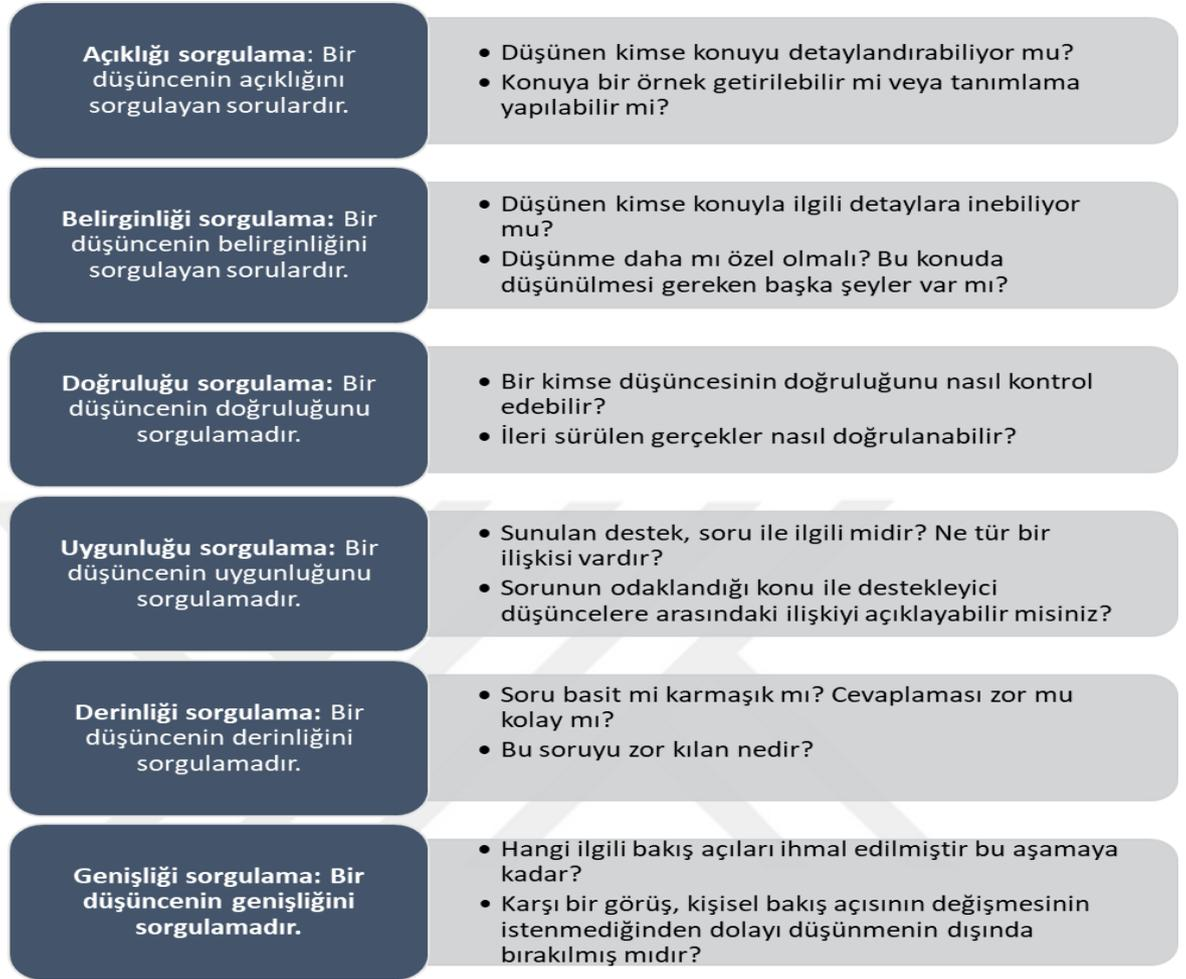 Açıklığı sorgulama: Bir
düşüncenin açıklığını
sorgulayan sorulardır.
• Düşünen kimse konuyu detaylandırabiliyor mu?
• Konuya bir örnek getirilebilir mi veya tanımlama
yapılabilir mi?
Belirginliği sorgulama: Bir
düşüncenin belirginliğini
sorgulayan sorulardır.
• Düşünen kimse konuyla ilgili detaylara inebiliyor
mu?
• Düşünme daha mı özel olmalı? Bu konuda
düşünülmesi gereken başka şeyler var mı?
Doğruluğu sorgulama: Bir
düşüncenin doğruluğunu
sorgulamadır.
• Bir kimse düşüncesinin doğruluğunu nasıl kontrol
edebilir?
• İleri sürülen gerçekler nasıl doğrulanabilir?
Uygunluğu sorgulama: Bir
düşüncenin uygunluğunu
sorgulamadır.
• Sunulan destek, soru ile ilgili midir? Ne tür bir
ilişkisi vardır?
• Sorunun odaklandığı konu ile destekleyici
düşüncelere arasındaki ilişkiyi açıklayabilir misiniz?
Derinliği sorgulama: Bir
düşüncenin derinliğini
sorgulamadır.
• Soru basit mi karmaşık mı? Cevaplaması zor mu
kolay mı?
• Bu soruyu zor kılan nedir?
Genişliği sorgulama: Bir
düşüncenin genişliğini
sorgulamadır.
• Hangi ilgili bakış açıları ihmal edilmiştir bu aşamaya
kadar?
• Karşı bir görüş, kişisel bakış açısının değişmesinin
istenmediğinden dolayı düşünmenin dışında
bırakılmış mıdır?